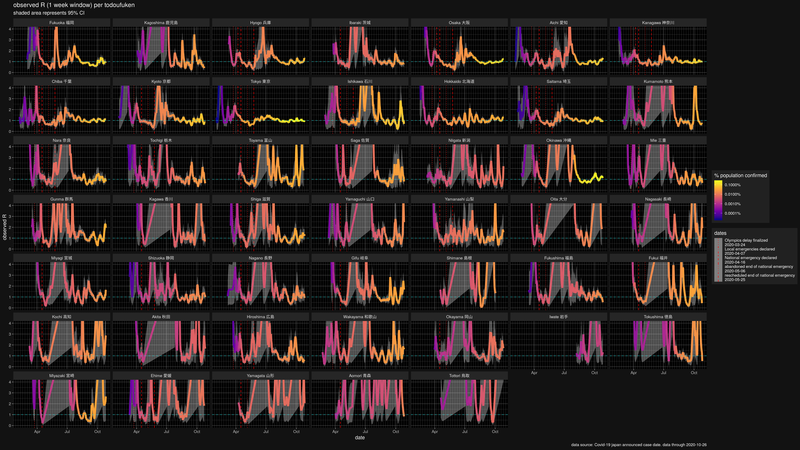 observed R (1 week window) per todoufuken
shaded area represents 95% CI
Fukuoka 福岡
Kagoshima 鹿児島
Hyogo 兵庫
Ibaraki 茨城
Osaka 大阪
Aichi 愛知
Kanagawa 神奈川
Chiba 千葉
Kyoto 京都
Tokyo 東京
Ishikawa 石川
Hokkaido 北海道
Saitama 埼玉
Kumamoto 熊本
Nara 奈良
Tochigi 栃木
Toyama 富山
Saga 佐賀
Niigata 新潟
Okinawa 沖縄
Mie 三重
Gunma 群馬
Kagawa 香川
Shiga 滋賀
Yamaguchi 山口
Yamanashi 山梨
Oita 大分
Nagasaki 長崎
Miyagi 宮城
Shizuoka 静岡
Nagano 長野
Gifu 岐阜
Shimane 島根
Fukushima 福島
Fukui 福井
Kochi 高知
Akita 秋田
Hiroshima 広島
Wakayama 和歌山
Okayama 岡山
Iwate 岩手
Tokushima 徳島
Miyazaki 宮崎
Ehime 愛媛
Yamagata 山形
Aomori 青森
Tottori 鳥取
observed R
4
3
2
1
0
Apr
Jul
Oct
date
% population confirmed
0.1000%
0.0100%
0.0010%
0.0001%
dates
Olympics delay finalized
2020-03-24
Local emergencies declared
2020-04-07
National emergency declared
2020-04-16
abandoned end of national emergency
2020-05-06
rescheduled end of national emergency
2020-05-25
data source: Covid-19 japan announced case date. data through 2020-10-28